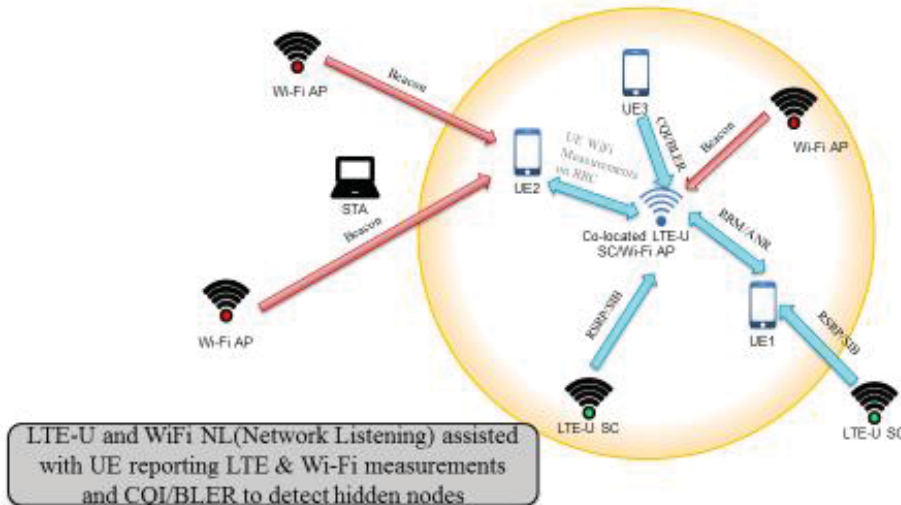 Beacon
Wi-Fi AP
UE3
CQI/BLER
Beacon
Wi-Fi AP
UE WiFi
Measurements
on RRC
UE2
STA
Beacon
Co-located LTE-U
SC/Wi-Fi AP
RRM/ANR
Wi-Fi AP
RSRP/SIB
UE1
RSRP/SIB
LTE-U SC
LTE-U SC
LTE-U and WiFi NL(Network Listening) assisted
with UE reporting LTE & Wi-Fi measurements
and CQI/BLER to detect hidden nodes